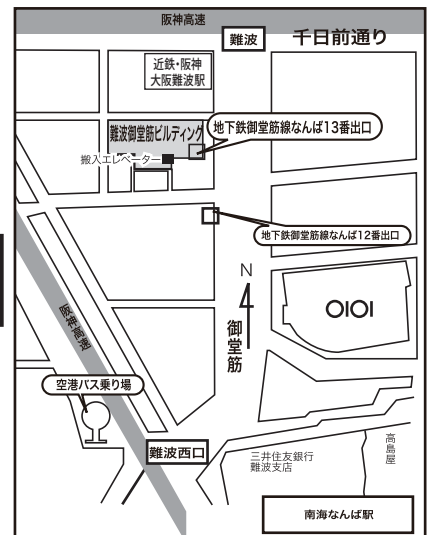 阪神高速
難波
千日前通り
近鉄・阪神
大阪難波駅
難波御堂筋ビルディング
地下鉄御堂筋線なんば13番出口
搬入エレベーター
地下鉄御堂筋線なんば12番出口
N
御堂筋
OIOI
阪神高速
空港バス乗り場
難波西口
三井住友銀行
難波支店
高島屋
南海なんば駅